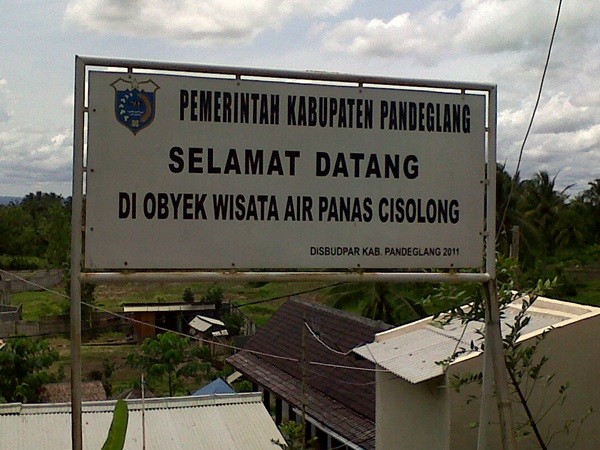 PEMERINTAH KABUPATEN PANDEGLANG
SELAMAT DATANG
DI OBYEK WISATA AIR PANAS CISOLONG
DISBUDPAR KAB. PANDEGLANG 2011